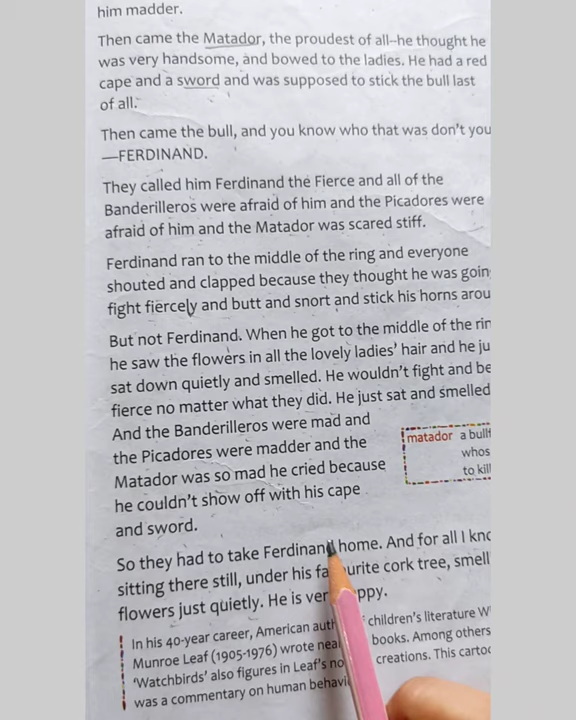 him madder.
Then came the Matador, the proudest of all–he thought he
was very handsome, and bowed to the ladies. He had a red
cape and a sword and was supposed to stick the bull last
of all.
Then came the bull, and you know who that was don't you
—FERDINAND.
They called him Ferdinand the Fierce and all of the
Banderilleros were afraid of him and the Picadores were
afraid of him and the Matador was scared stiff.
Ferdinand ran to the middle of the ring and everyone
shouted and clapped because they thought he was goin
fight fiercely and butt and snort and stick his horns arou
But not Ferdinand. When he got to the middle of the rin
he saw the flowers in all the lovely ladies' hair and he ju
sat down quietly and smelled. He wouldn't fight and be
fierce no matter what they did. He just sat and smelled
And the Banderilleros were mad and
the Picadores were madder and the
Matador was so mad he cried because
he couldn't show off with his cape
and sword.
matador a bullf
whos
to kil
So they had to take Ferdinand home. And for all I kno
sitting there still, under his fa urite cork tree, smell
flowers just quietly. He is ver ppy.
In his 40-year career, American auth children's literature W
Munroe Leaf (1905-1976) wrote nea books. Among others
'Watchbirds' also figures in Leaf's no creations. This cartoo
was a commentary on human behavi